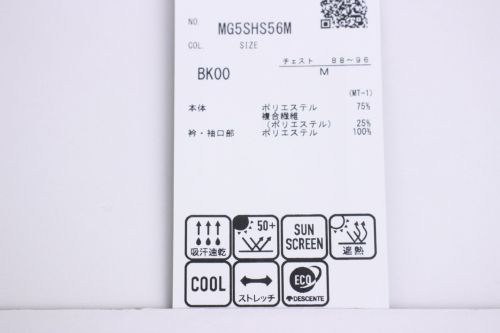 NO. MG5SHS56M
COL. SIZE
チェスト 88~96
BK00 M
(MT-1)
本体 ポリエステル 75%
複合繊維
(ポリエステル) 25%
衿・袖口部 ポリエステル 100%
吸汗速乾
50+
SUN
SCREEN
遮熱
COOL
ストレッチ
ECO
DESCENTE